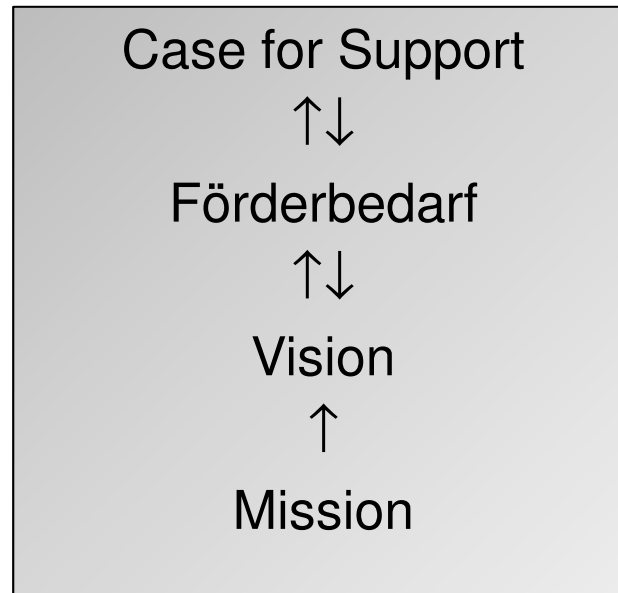 Case for Support
↑↓
Förderbedarf
↑↓
Vision
↑
Mission